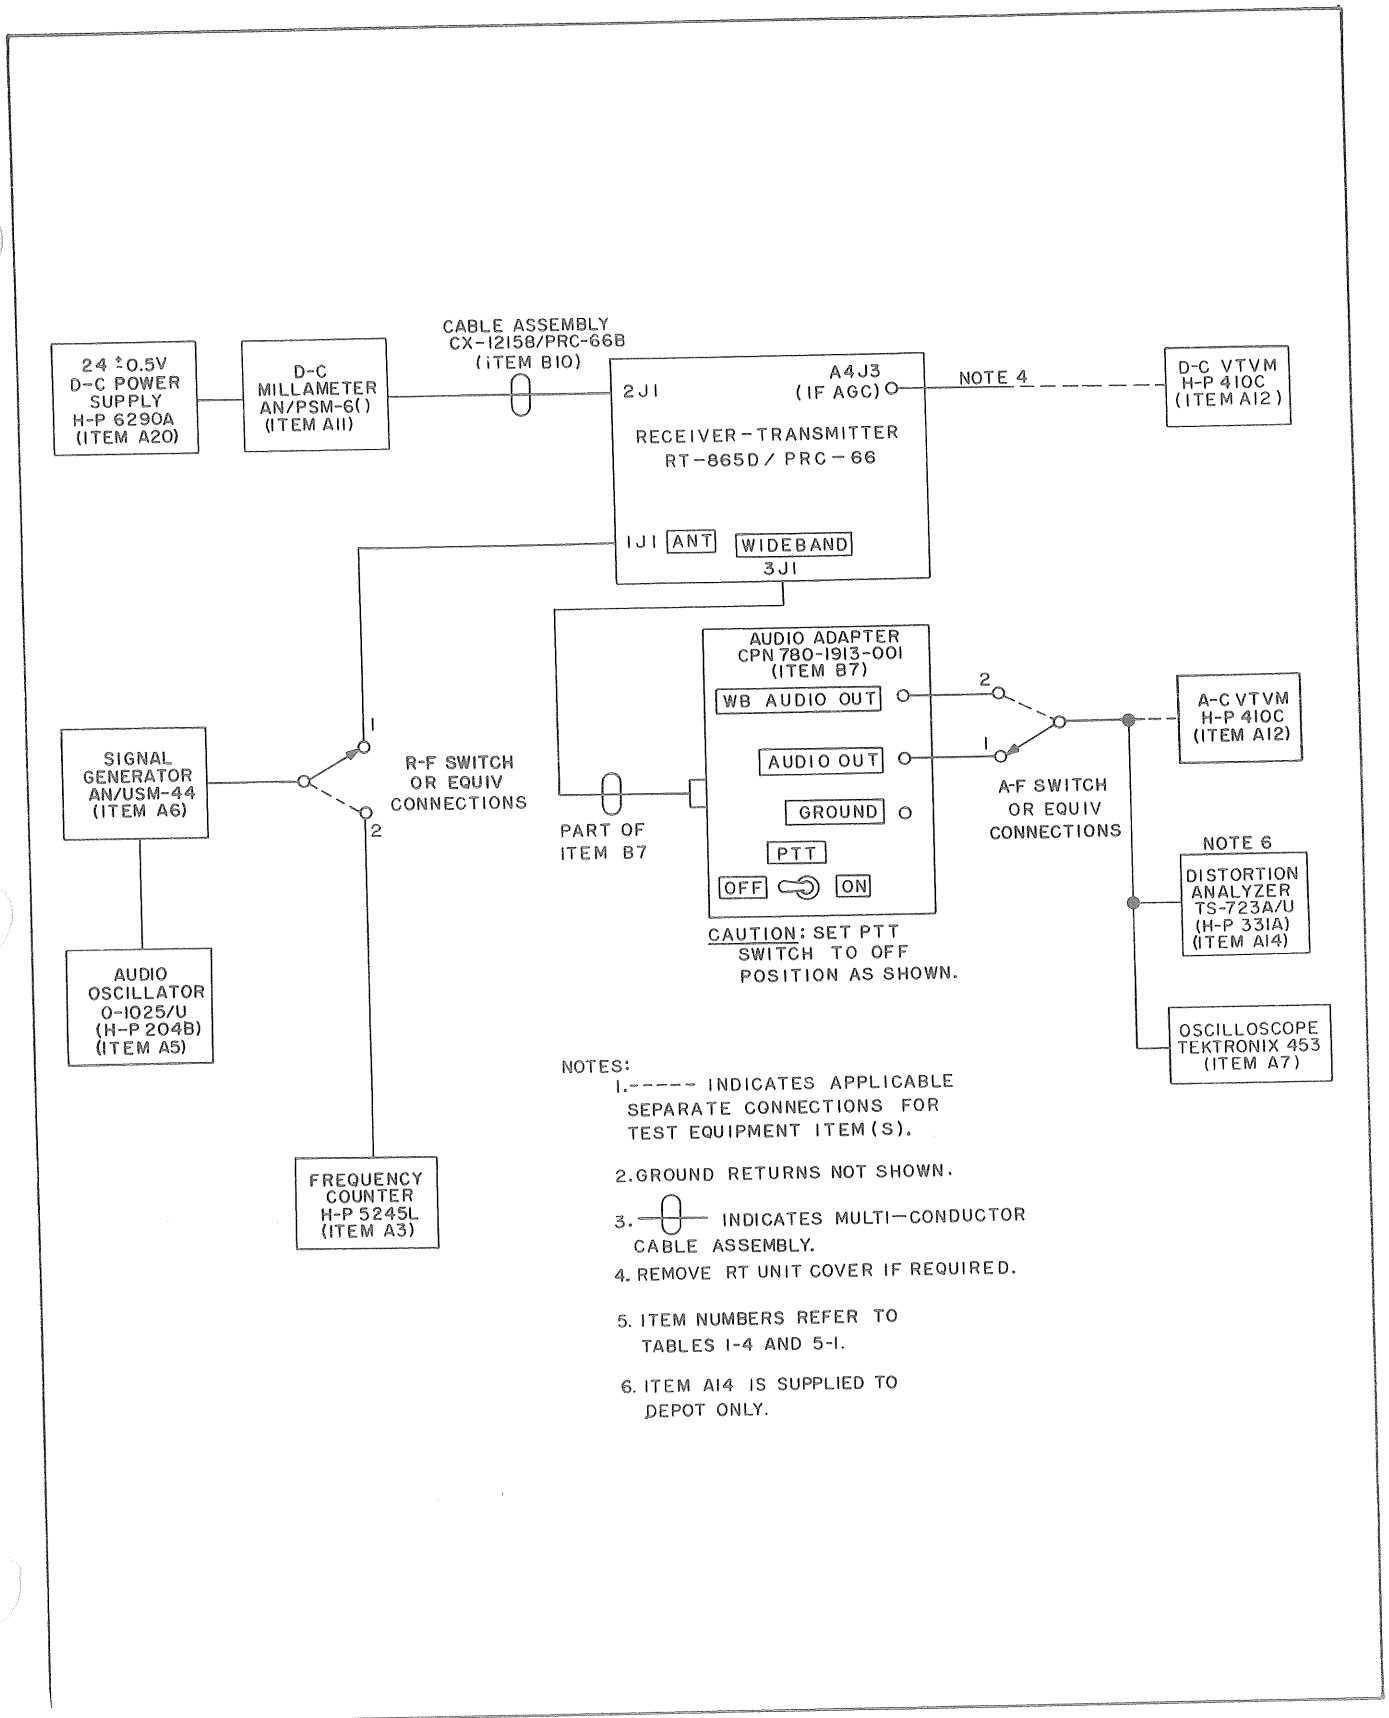 CABLE ASSEMBLY
CX-12158/PRC-66B
(iTEM B10)
24 ±0.5V
D-C POWER
SUPPLY
H-P 6290A
(ITEM A20)
D-C
MILLAMETER
AN/PSM-6()
(ITEM A11)
2J1
A4J3
(IF AGC)
RECEIVER-TRANSMITTER
RT-865D/ PRC-66
1J1 ANT
WIDEBAND
3J1
NOTE 4
D-C VTVM
H-P 410C
(ITEM A12)
AUDIO ADAPTER
CPN 780-1913-001
(ITEM B7)
WB AUDIO OUT
AUDIO OUT
GROUND
PTT
OFF
ON
CAUTION: SET PTT
SWITCH TO OFF
POSITION AS SHOWN.
2
1
A-F SWITCH
OR EQUIV
CONNECTIONS
A-C VTVM
H-P 410C
(ITEM A12)
NOTE 6
DISTORTION
ANALYZER
TS-723A/U
(H-P 331A)
(ITEM A14)
OSCILLOSCOPE
TEKTRONIX 453
(ITEM A7)
SIGNAL
GENERATOR
AN/USM-44
(ITEM A6)
1
2
R-F SWITCH
OR EQUIV
CONNECTIONS
PART OF
ITEM B7
AUDIO
OSCILLATOR
O-1025/U
(H-P 204B)
(ITEM A5)
FREQUENCY
COUNTER
H-P 5245L
(ITEM A3)
NOTES:
1.----- INDICATES APPLICABLE
SEPARATE CONNECTIONS FOR
TEST EQUIPMENT ITEM(S).
2. GROUND RETURNS NOT SHOWN.
3. INDICATES MULTI-CONDUCTOR
CABLE ASSEMBLY.
4. REMOVE RT UNIT COVER IF REQUIRED.
5. ITEM NUMBERS REFER TO
TABLES 1-4 AND 5-1.
6. ITEM A14 IS SUPPLIED TO
DEPOT ONLY.